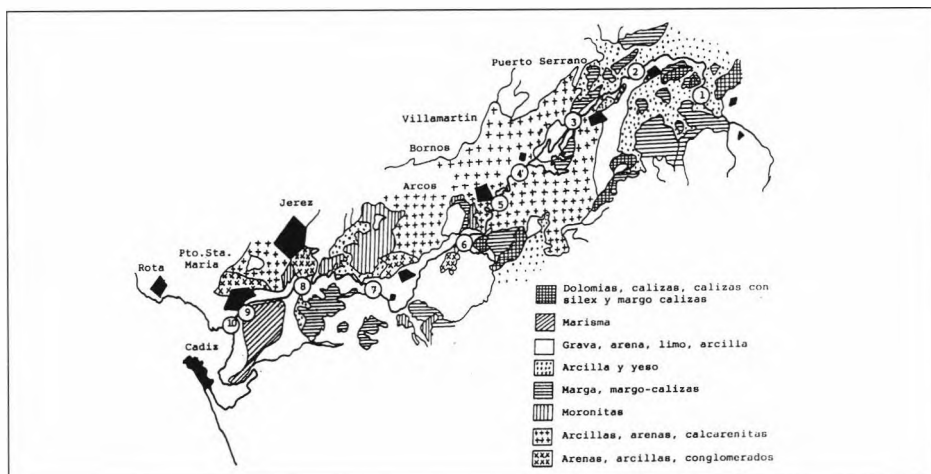 Puerto Serrano
2
1
Villamartin
3
Bornos
4
Arcos
5
Jerez
6
Pto.Sta.
Maria
Rota
8
7
9
10
Cadiz
Dolomias, calizas, calizas con
silex y margo calizas
Marisma
Grava, arena, limo, arcilla
Arcilla y yeso
Marga, margo-calizas
Moronitas
Arcillas, arenas, calcarenitas
Arenas, arcillas, conglomerados